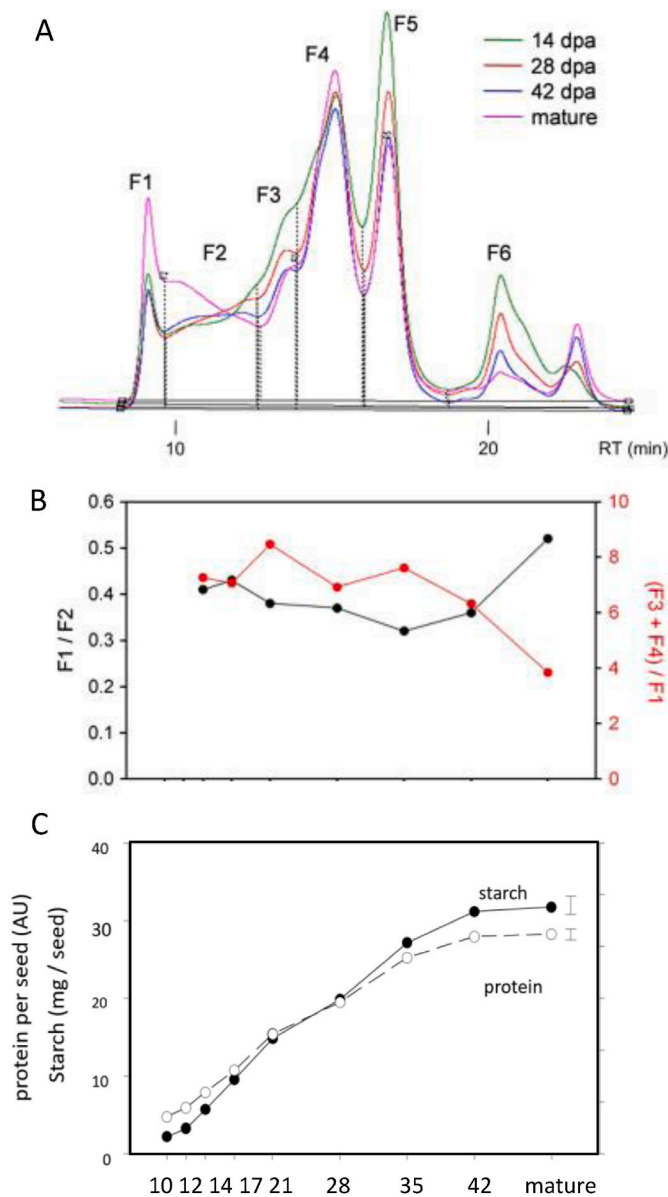 A
F1
F2
F3
F4
F5
F6
14 dpa
28 dpa
42 dpa
mature
10
20
RT (min)
B
0.6
0.5
0.4
0.3
0.2
0.1
0.0
F1 / F2
10
8
6
4
2
0
(F3 + F4) / F1
C
40
30
20
10
0
protein per seed (AU)
Starch (mg / seed)
starch
protein
10 12 14 17 21 28 35 42 mature